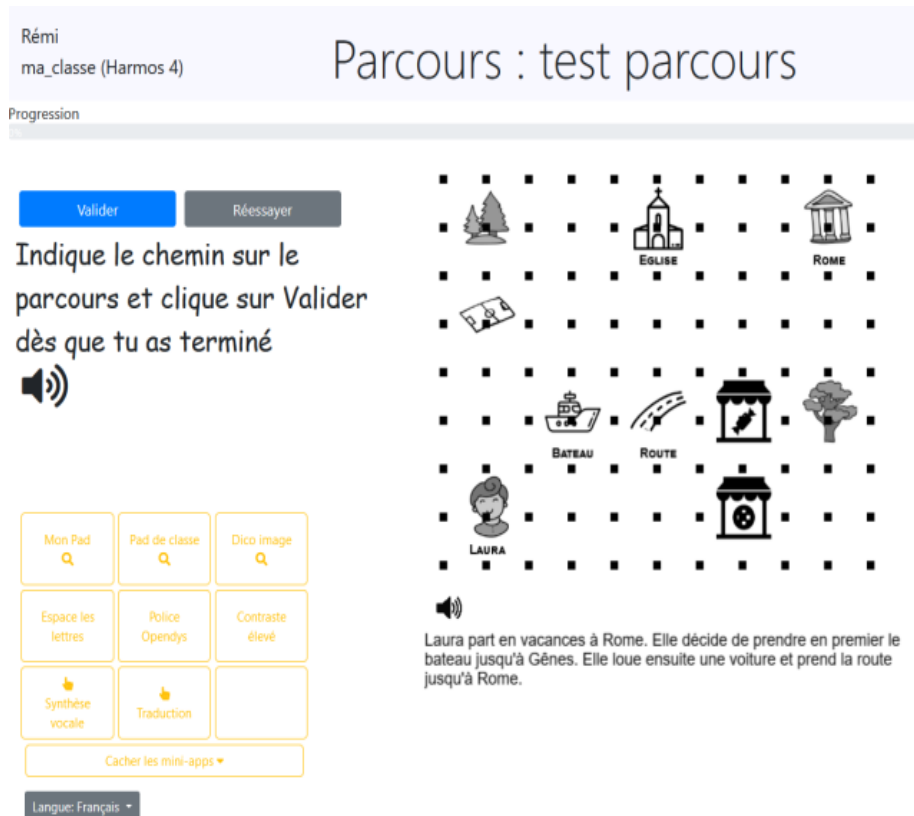 Rémi
ma_classe (Harmos 4)
Parcours : test parcours
Progression
Valider
Réessayer
Indique le chemin sur le
parcours et clique sur Valider
dès que tu as terminé
EGLISE
ROME
BATEAU
ROUTE
LAURA
Laura part en vacances à Rome. Elle décide de prendre en premier le
bateau jusqu'à Gênes. Elle loue ensuite une voiture et prend la route
jusqu'à Rome.
Mon Pad
Pad de classe
Dico image
Espace les
lettres
Police
Opendys
Contraste
élevé
Synthèse
vocale
Traduction
Cacher les mini-apps
Langue: Français